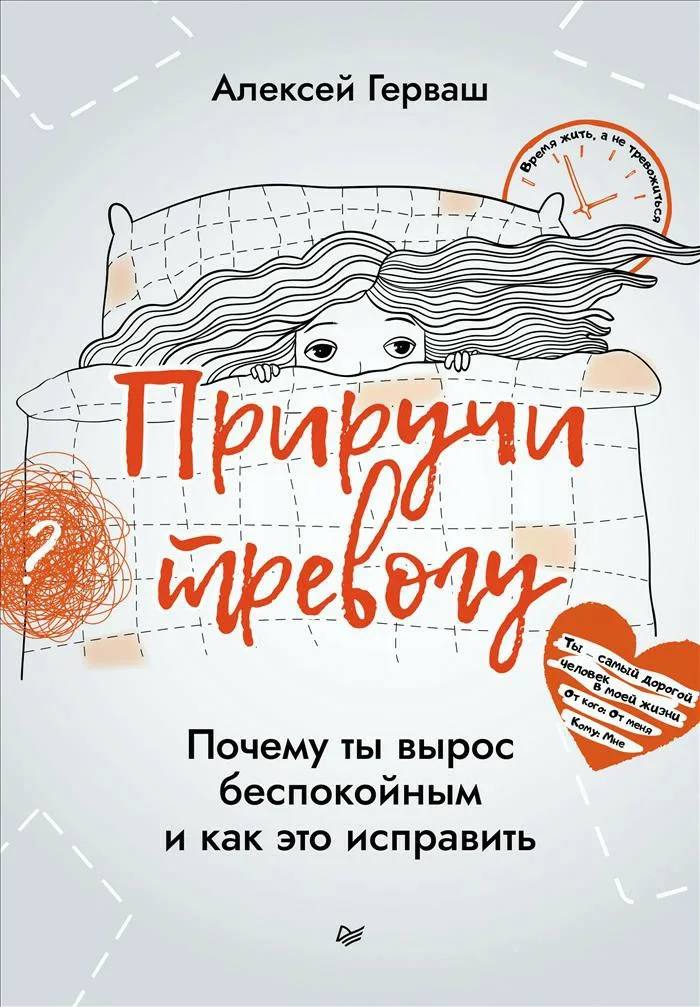 Алексей Герваш
Время жить, а не тревожиться
Приручи
тревогу
?
Ты – самый дорогой
человек
в моей жизни
От кого: От меня
Кому: Мне
Почему ты вырос
беспокойным
и как это исправить